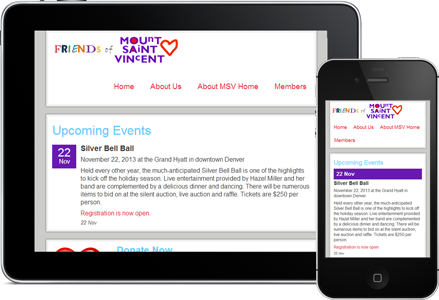 FRIENDS of
MOUNT
SAINT
VINCENT
Home About Us About MSV Home Members
Upcoming Events
22
Nov
Silver Bell Ball
November 22, 2013 at the Grand Hyatt in downtown Denver
Held every other year, the much-anticipated Silver Bell Ball is one of the highlights
to kick off the holiday season. Live entertainment provided by Hazel Miller and her
band are complemented by a delicious dinner and dancing. There will be numerous
items to bid on at the silent auction, live auction and raffle. Tickets are $250 per
person.
Registration is now open.
22 Nov
Donate Now
FRIENDS of
MOUNT
SAINT
VINCENT
Home About Us About MSV Home
Members
Upcoming Events
22 Nov
Silver Bell Ball
November 22, 2013 at the Grand Hyatt in
downtown Denver
Held every other year, the much-anticipated
Silver Bell Ball is one of the highlights to kick
off the holiday season. Live entertainment
provided by Hazel Miller and her band are
complemented by a delicious dinner and
dancing. There will be numerous items to bid
on at the silent auction, live auction and
raffle. Tickets are $250 per person.
Registration is now open.
22 Nov